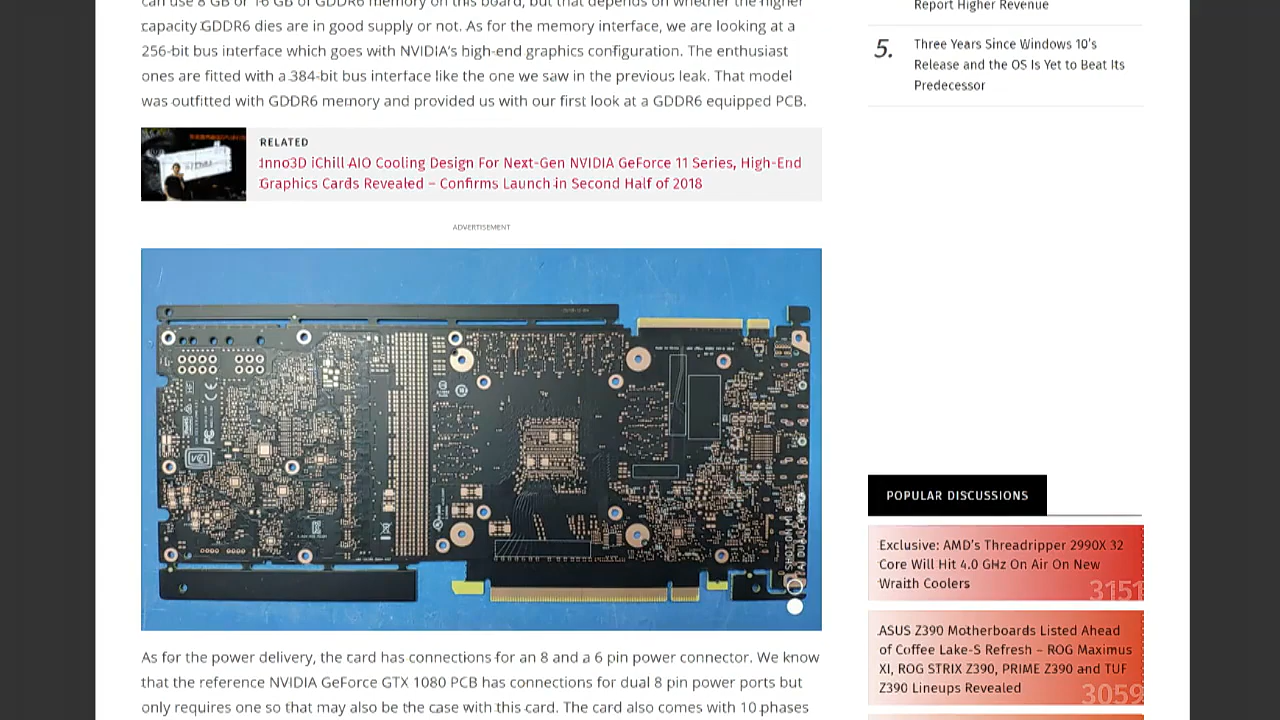 can use 8 GB or 16 GB of GDDR6 memory on this board, but that depends on whether the higher
capacity GDDR6 dies are in good supply or not. As for the memory interface, we are looking at a
256-bit bus interface which goes with NVIDIA's high-end graphics configuration. The enthusiast
ones are fitted with a 384-bit bus interface like the one we saw in the previous leak. That model
was outfitted with GDDR6 memory and provided us with our first look at a GDDR6 equipped PCB.
RELATED
Inno3D iChill AIO Cooling Design For Next-Gen NVIDIA GeForce 11 Series, High-End
Graphics Cards Revealed – Confirms Launch in Second Half of 2018
ADVERTISEMENT
FC
CE
SHOT ON MI 9
As for the power delivery, the card has connections for an 8 and a 6 pin power connector. We know
that the reference NVIDIA GeForce GTX 1080 PCB has connections for dual 8 pin power ports but
only requires one so that may also be the case with this card. The card also comes with 10 phases
Report Higher Revenue
5.
Three Years Since Windows 10's
Release and the OS Is Yet to Beat Its
Predecessor
POPULAR DISCUSSIONS
Exclusive: AMD's Threadripper 2990X 32
Core Will Hit 4.0 GHz On Air On New
Wraith Coolers
3151
ASUS Z390 Motherboards Listed Ahead
of Coffee Lake-S Refresh – ROG Maximus
XI, ROG STRIX Z390, PRIME Z390 and TUF
Z390 Lineups Revealed
3059